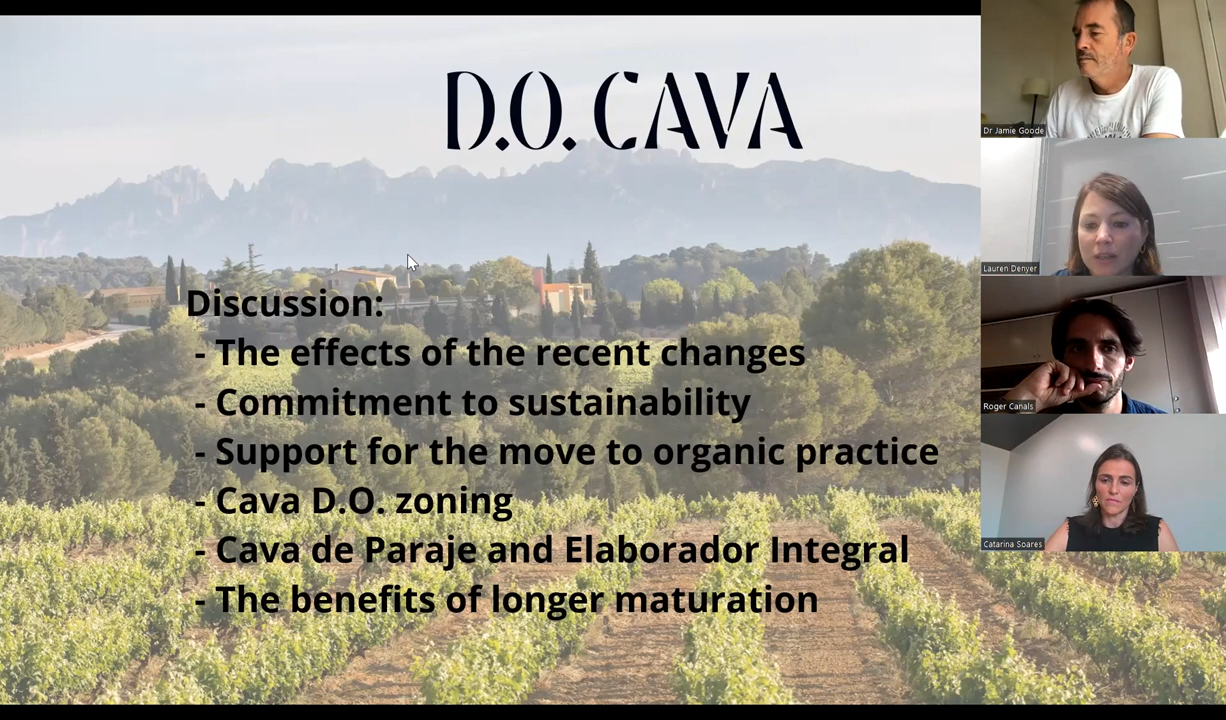 D.O. CAVA
Discussion:
- The effects of the recent changes
- Commitment to sustainability
- Support for the move to organic practice
- Cava D.O. zoning
- Cava de Paraje and Elaborador Integral
- The benefits of longer maturation
Dr Jamie Goode
Lauren Denyer
Roger Canals
Catarina Soares